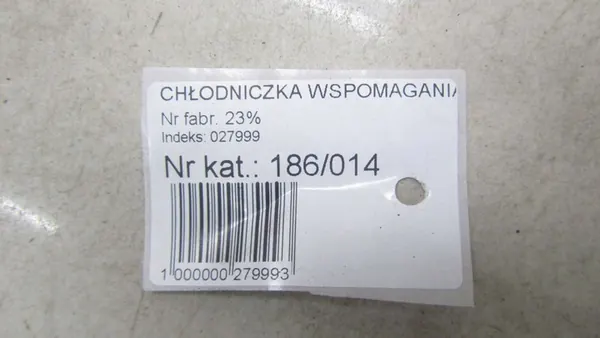 CHŁODNICZKA WSPOMAGANIA
Nr fabr. 23%
Indeks: 027999
Nr kat.: 186/014
1 000000 279993